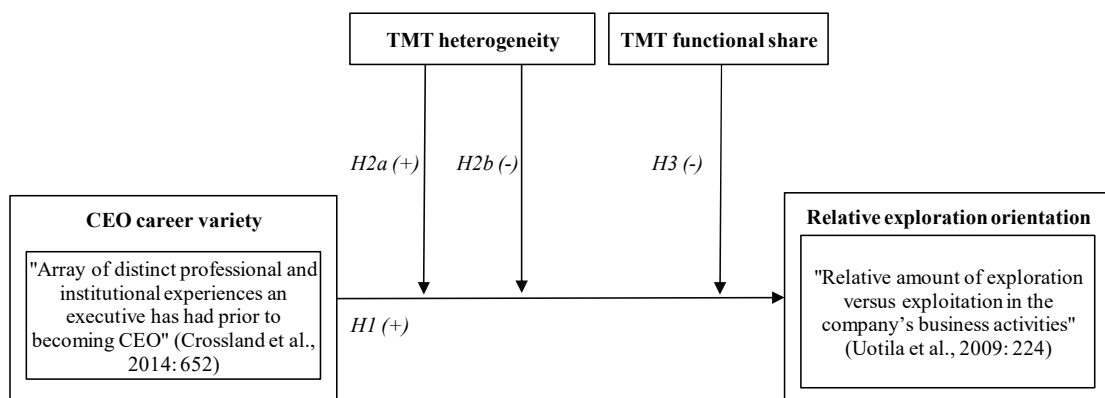 TMT heterogeneity
TMT functional share
H2a (+)
H2b (-)
H3 (-)
CEO career variety
"Array of distinct professional and
institutional experiences an
executive has had prior to
becoming CEO" (Crossland et al.,
2014: 652)
H1 (+)
Relative exploration orientation
"Relative amount of exploration
versus exploitation in the
company's business activities"
(Uotila et al., 2009: 224)